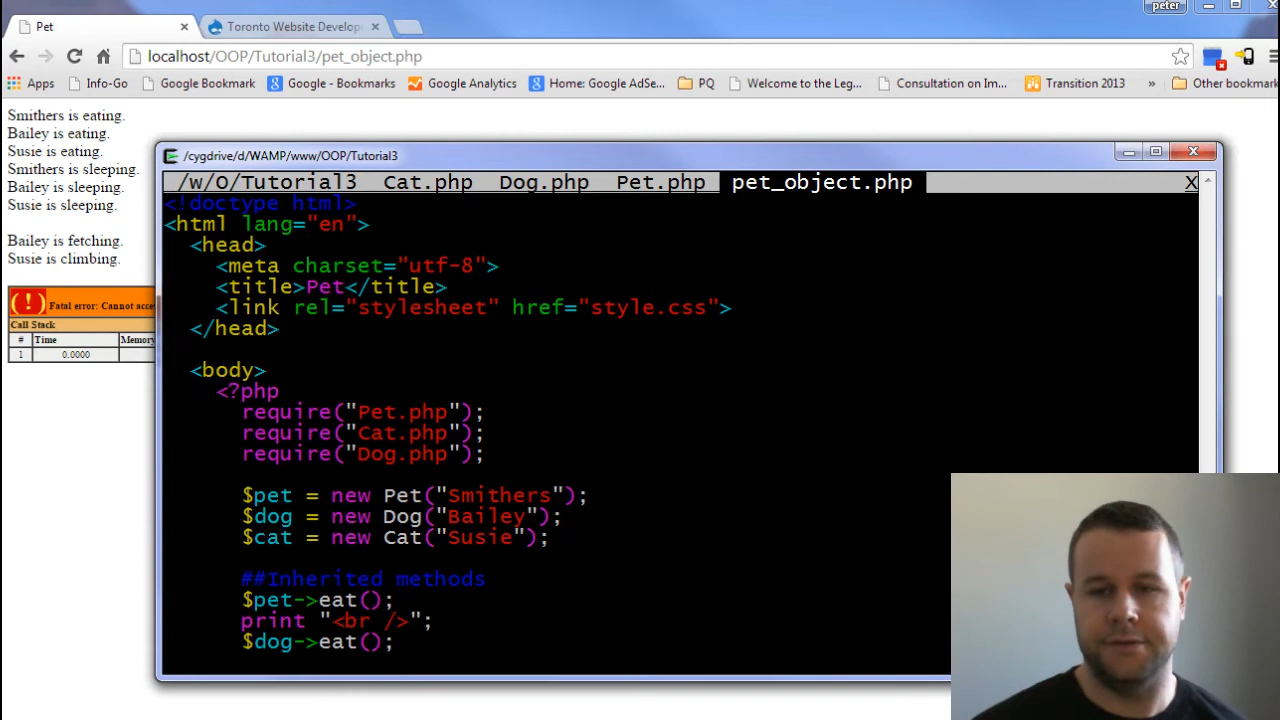 peter
Pet
Toronto Website Develop
localhost/OOP/Tutorial3/pet_object.php
Apps Info-Go Google Bookmark Google - Bookmarks Google Analytics Home: Google AdSe... PQ Welcome to the Leg... Consultation on Im... Transition 2013 » Other bookmark
Smithers is eating.
Bailey is eating.
Susie is eating.
Smithers is sleeping.
Bailey is sleeping.
Susie is sleeping.
Bailey is fetching.
Susie is climbing.
( ! ) Fatal error: Cannot acce
Call Stack
# Time Memory
1 0.0000
/cygdrive/d/WAMP/www/OOP/Tutorial3
/w/O/Tutorial3 Cat.php Dog.php Pet.php pet_object.php X
<!doctype html>
<html lang="en">
<head>
<meta charset="utf-8">
<title>Pet</title>
<link rel="stylesheet" href="style.css">
</head>
<body>
<?php
require("Pet.php");
require("Cat.php");
require("Dog.php");
$pet = new Pet("Smithers");
$dog = new Dog("Bailey");
$cat = new Cat("Susie");
##Inherited methods
$pet->eat();
print "<br />";
$dog->eat();